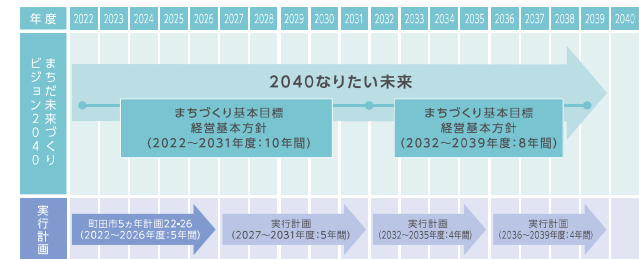 年度 2022 2023 2024 2025 2026 2027 2028 2029 2030 2031 2032 2033 2034 2035 2036 2037 2038 2039 2040
まちだ未来づくり
ビジョン2040
2040なりたい未来
まちづくり基本目標
経営基本方針
(2022〜2031年度:10年間)
まちづくり基本目標
経営基本方針
(2032〜2039年度:8年間)
実行計画
町田市5ヵ年計画22-26
(2022〜2026年度:5年間)
実行計画
(2027〜2031年度:5年間)
実行計画
(2032〜2035年度:4年間)
実行計画
(2036〜2039年度:4年間)